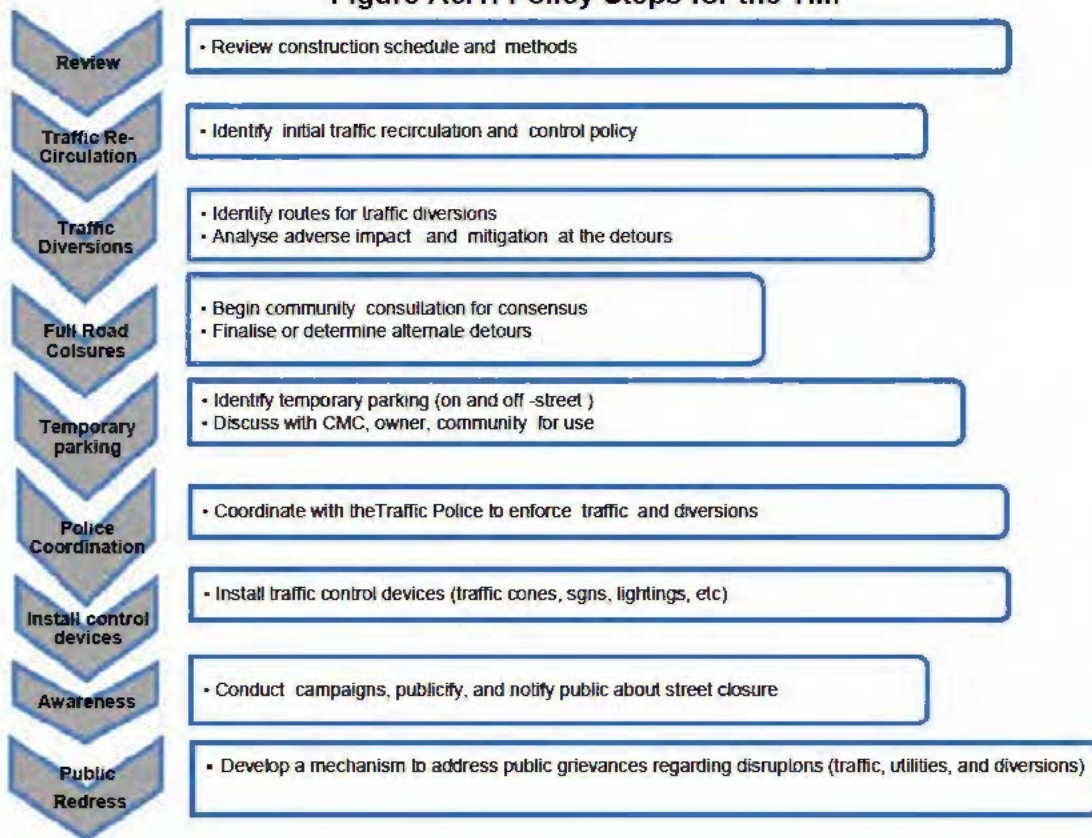 Policy Steps for the
Review
• Review construction schedule and methods
Traffic Re-
Circulation
• Identify initial traffic recirculation and control policy
Traffic
Diversions
• Identify routes for traffic diversions
• Analyse adverse impact and mitigation at the detours
Full Road
Colsures
• Begin community consultation for consensus
• Finalise or determine alternate detours
Temporary
parking
• Identify temporary parking (on and off -street )
• Discuss with CMC, owner, community for use
Police
Coordination
• Coordinate with theTraffic Police to enforce traffic and diversions
Install control
devices
• Install traffic control devices (traffic cones, sgns, lightings, etc)
Awareness
• Conduct campaigns, publicify, and notify public about street closure
Public
Redress
• Develop a mechanism to address public grievances regarding disruptons (traffic, utilities, and diversions)